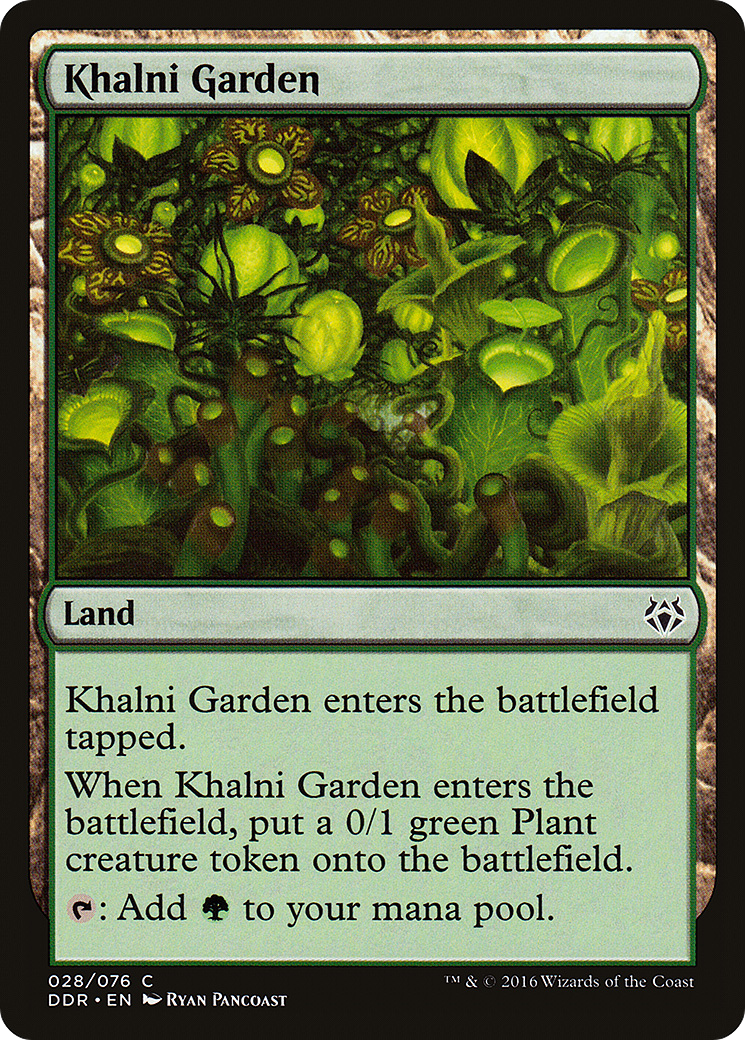 Khalni Garden
Land
Khalni Garden enters the battlefield
tapped.
When Khalni Garden enters the
battlefield, put a 0/1 green Plant
creature token onto the battlefield.
: Add to your mana pool.
028/076 C
DDR • EN Ryan Pancoast
™ & © 2016 Wizards of the Coast